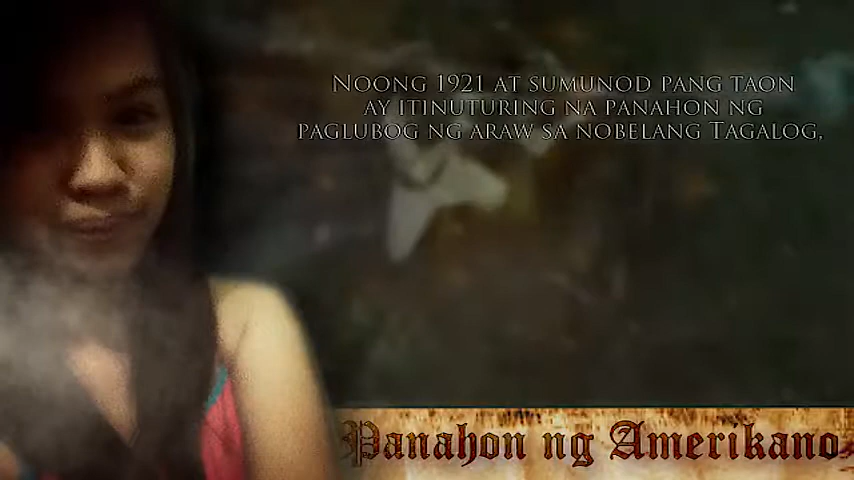 Noong 1921 at sumunod pang taon
ay itinuturing na panahon ng
paglubog ng araw sa nobelang Tagalog,
Panahon ng Amerikano